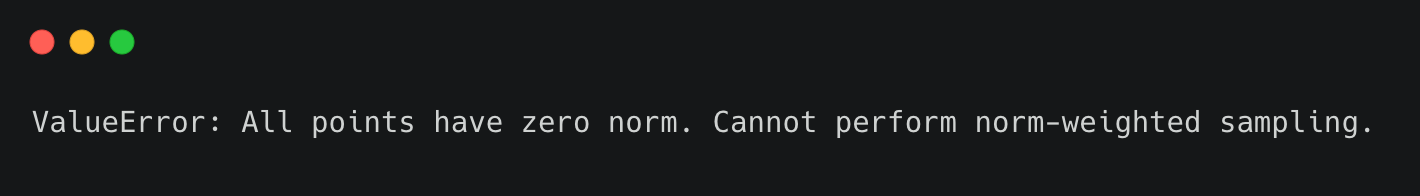 ValueError: All points have zero norm. Cannot perform norm-weighted sampling.